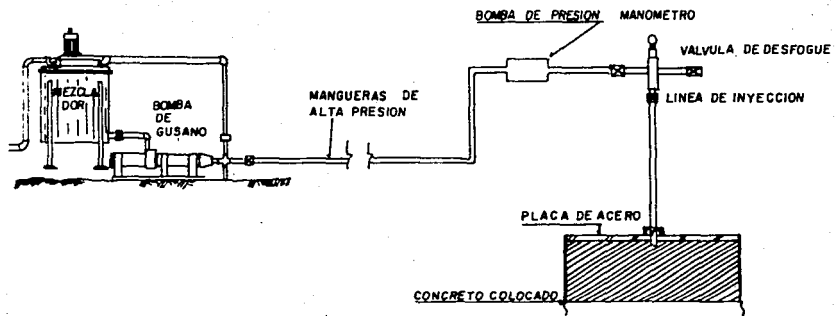 BOMBA DE PRESION MANOMETRO
VALVULA DE DESFOGUE
MEZCLA
DOR
BOMBA
DE
GUSANO
MANGUERAS DE
ALTA PRESION
LINEA DE INYECCION
PLACA DE ACERO
CONCRETO COLOCADO